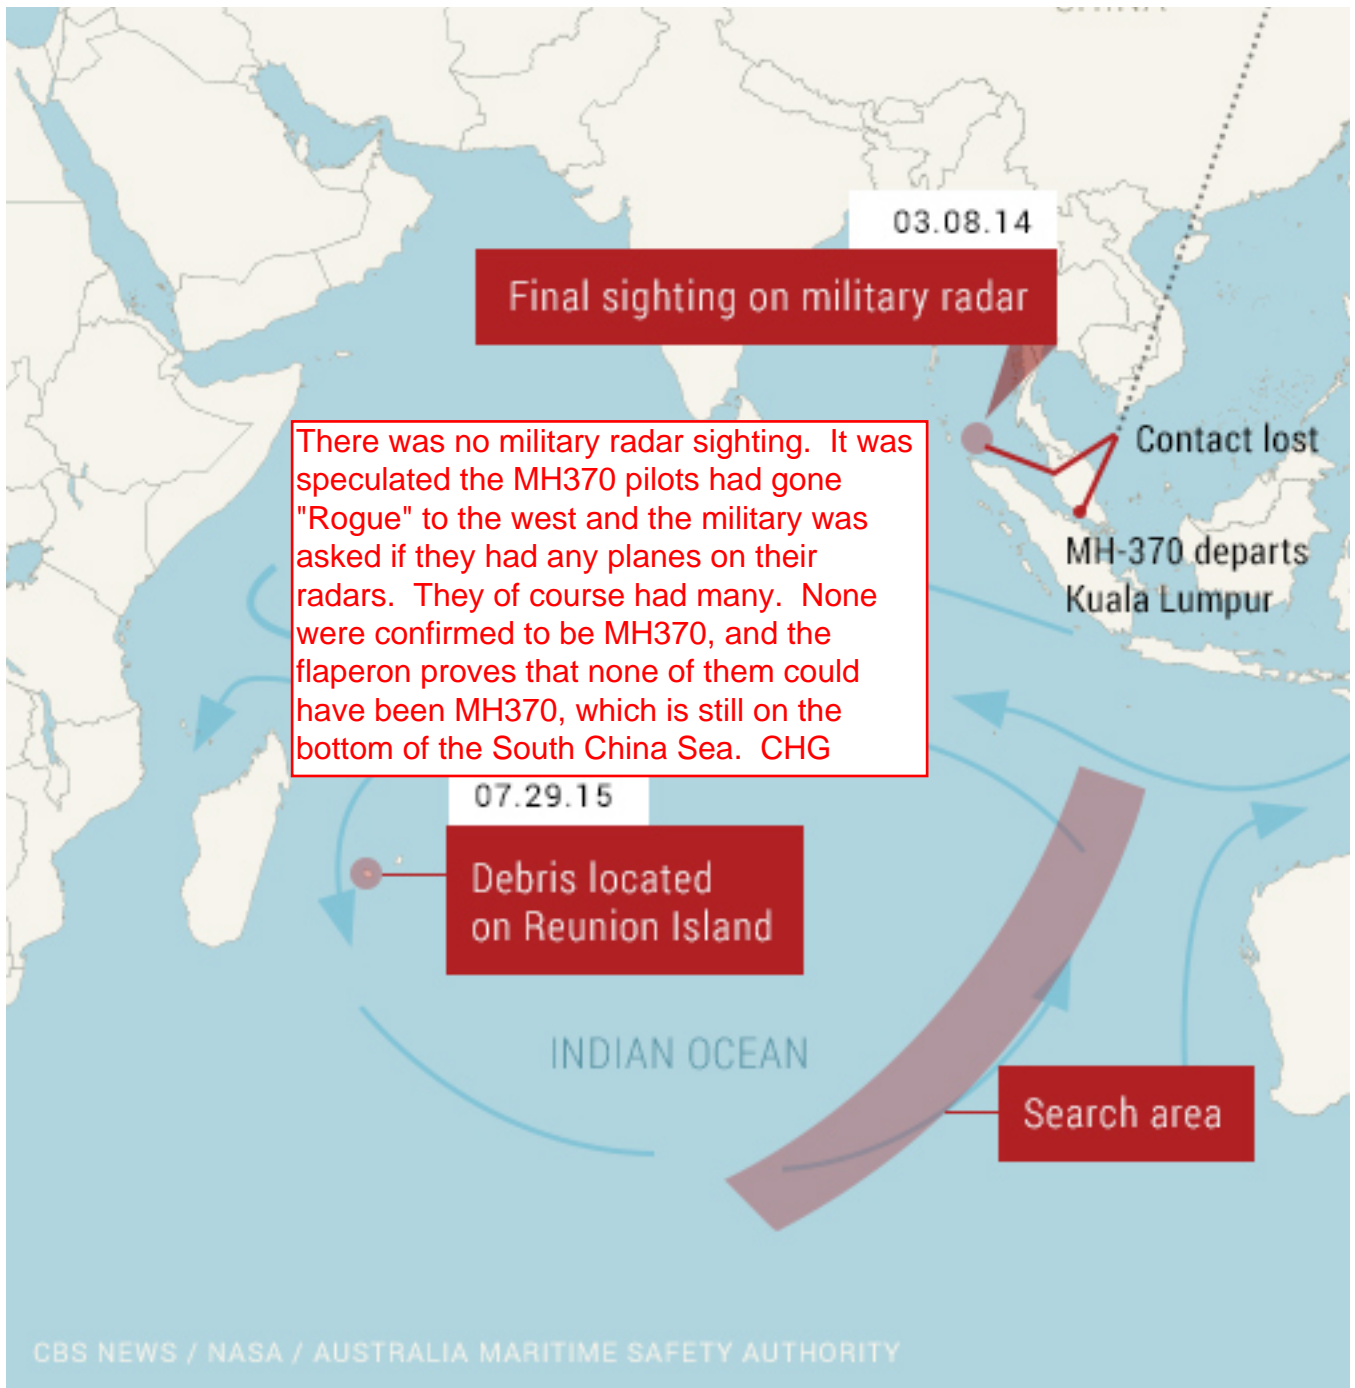 CHINA
03.08.14
Final sighting on military radar
Contact lost
MH-370 departs
Kuala Lumpur
There was no military radar sighting.  It was
speculated the MH370 pilots had gone
"Rogue" to the west and the military was
asked if they had any planes on their
radars.  They of course had many.  None
were confirmed to be MH370, and the
flaperon proves that none of them could
have been MH370, which is still on the
bottom of the South China Sea.  CHG
07.29.15
Debris located
on Reunion Island
INDIAN OCEAN
Search area
CBS NEWS / NASA / AUSTRALIA MARITIME SAFETY AUTHORITY